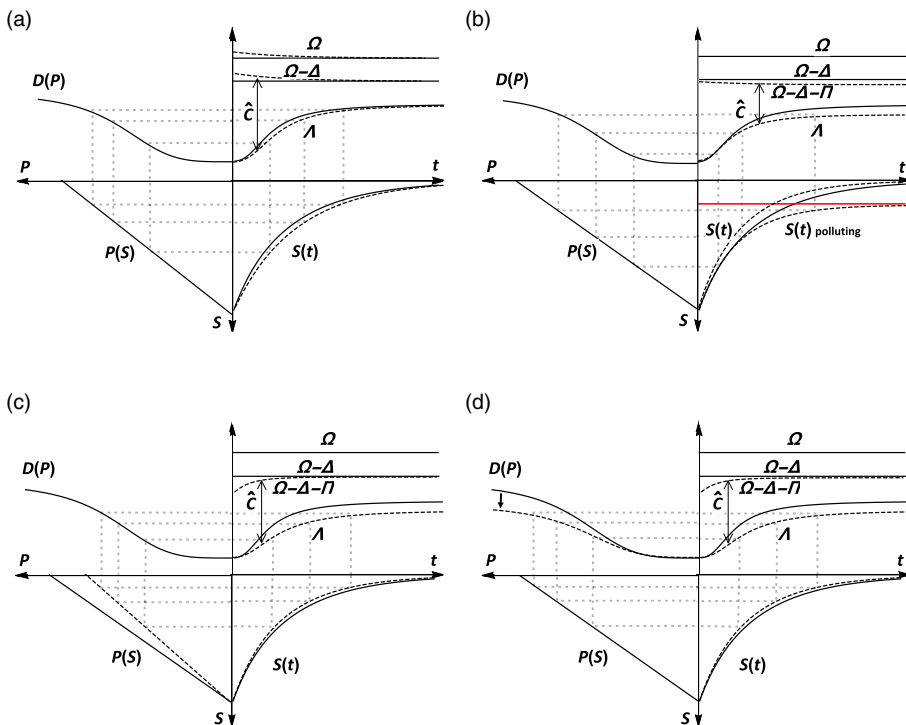 (a)
Ω
D(P)
Ω−Δ
Ĉ
Λ
P
t
P(S)
S(t)
S
(b)
Ω
D(P)
Ω−Δ
Ω−Δ−Π
Ĉ
Λ
P
t
P(S)
S(t)
S(t) polluting
S
(c)
Ω
D(P)
Ω−Δ
Ω−Δ−Π
Ĉ
Λ
P
t
P(S)
S(t)
S
(d)
Ω
D(P)
Ω−Δ
Ω−Δ−Π
Ĉ
Λ
P
t
P(S)
S(t)
S